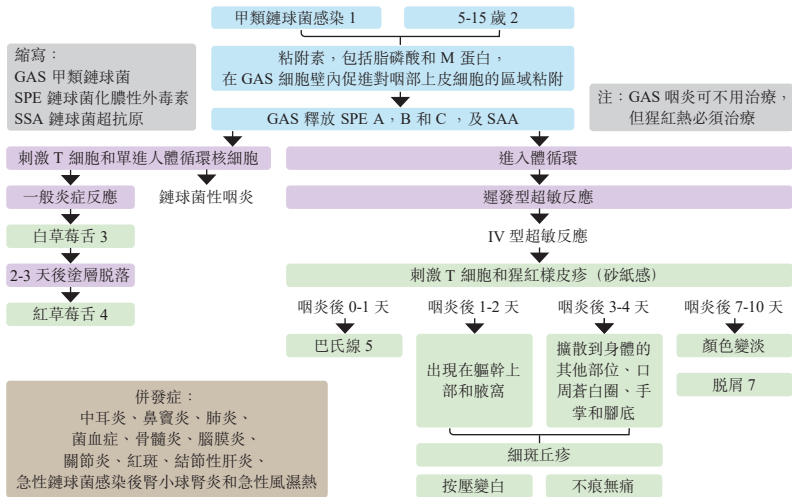 甲類鏈球菌感染 1
5-15 歲 2
縮寫：
GAS 甲類鏈球菌
SPE 鏈球菌化膿性外毒素
SSA 鏈球菌超抗原
粘附素，包括脂磷酸和 M 蛋白，
在 GAS 細胞壁內促進對咽部上皮細胞的區域粘附
注：GAS 咽炎可不用治療，
但猩紅熱必須治療
GAS 釋放 SPE A，B 和 C ，及 SAA
刺激 T 細胞和單進人體循環核細胞
進入體循環
一般炎症反應
鏈球菌性咽炎
遲發型超敏反應
白草莓舌 3
IV 型超敏反應
2-3 天後塗層脱落
刺激 T 細胞和猩紅樣皮疹（砂紙感）
紅草莓舌 4
咽炎後 0-1 天
咽炎後 1-2 天
咽炎後 3-4 天
咽炎後 7-10 天
巴氏線 5
出現在軀幹上
部和腋窩
擴散到身體的
其他部位、口
周蒼白圈、手
掌和腳底
顏色變淡
脱屑 7
併發症：
中耳炎、鼻竇炎、肺炎、
菌血症、骨髓炎、腦膜炎、
關節炎、紅斑、結節性肝炎、
急性鏈球菌感染後腎小球腎炎和急性風濕熱
細斑丘疹
按壓變白
不痕無痛